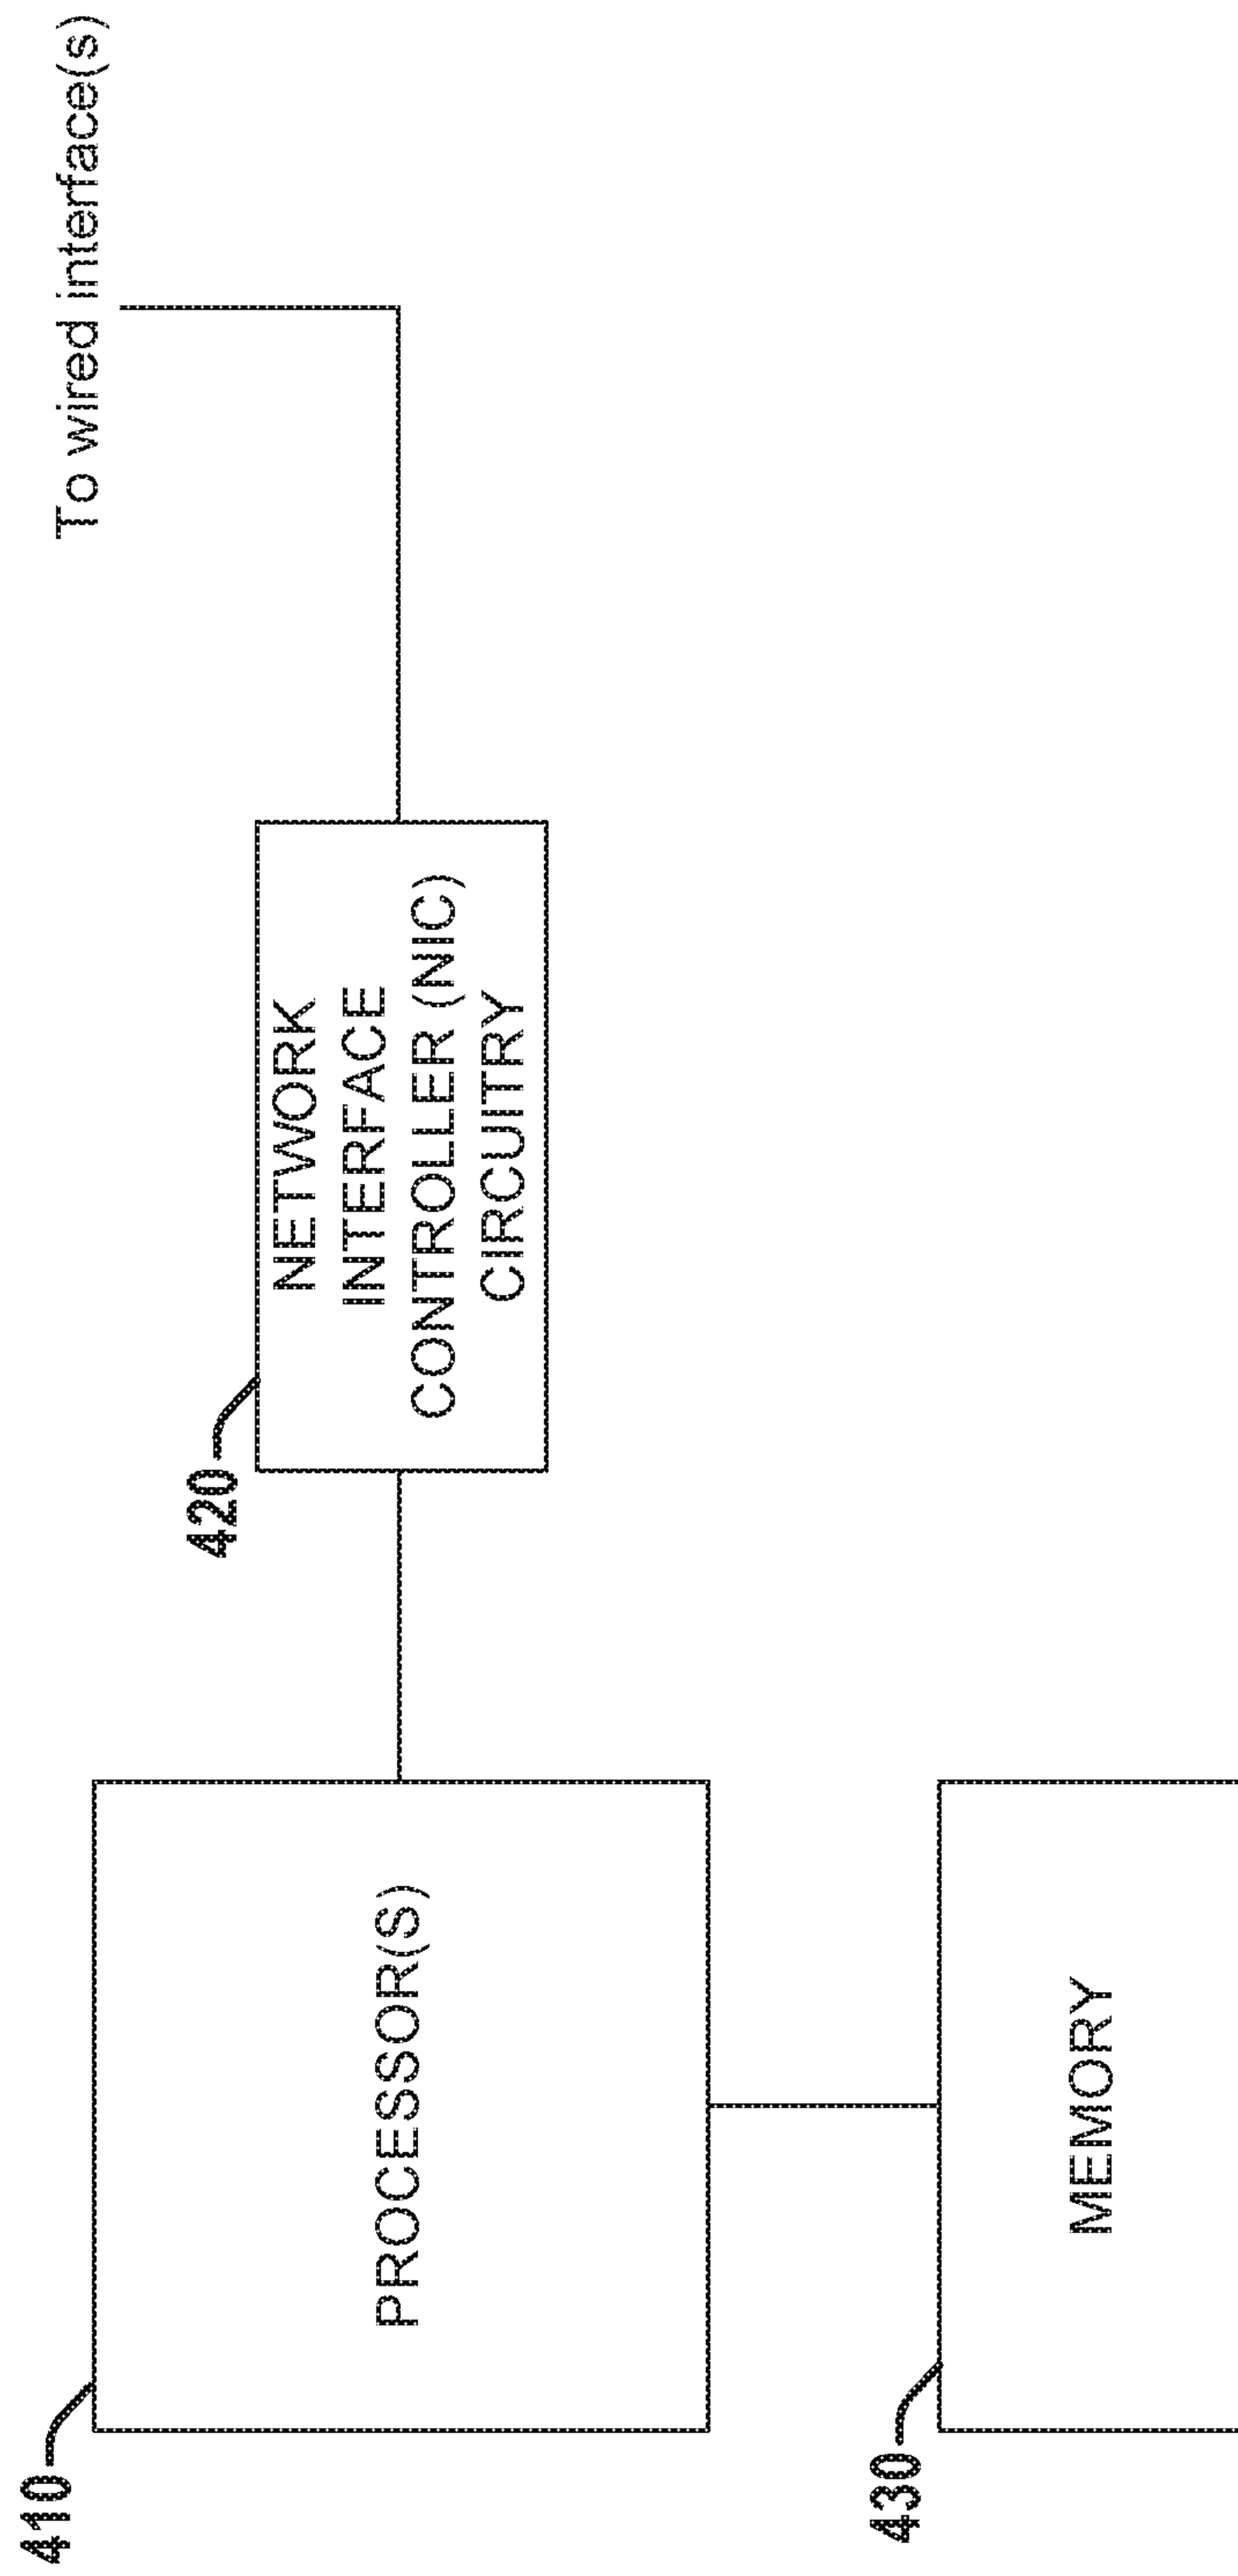 To wired interface(s)
420
NETWORK
INTERFACE
CONTROLLER (NIC)
CIRCUITRY
410
PROCESSOR(S)
430
MEMORY